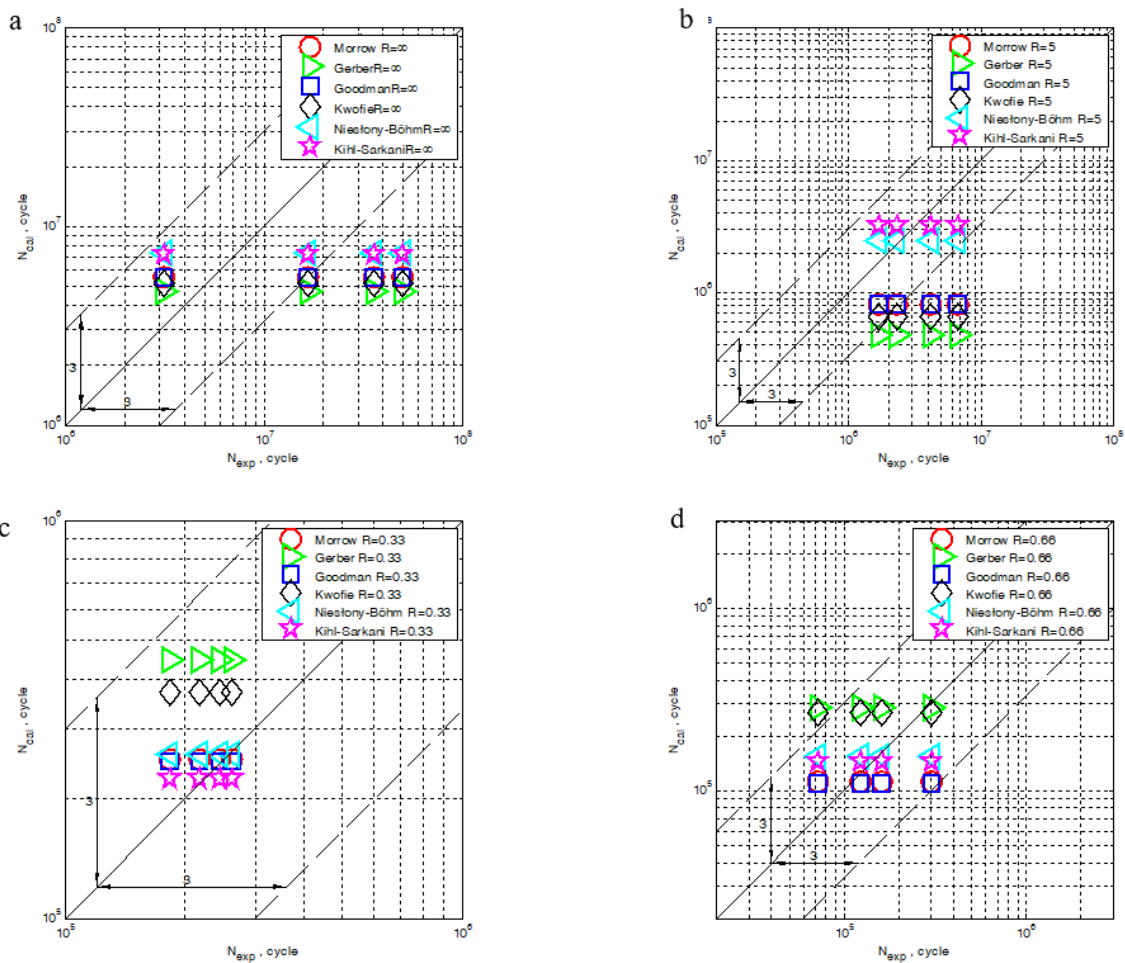 a
10^8
Morrow R=∞
GerberR=∞
GoodmanR=∞
KwofieR=∞
Niesłony-BöhmR=∞
Kihl-SarkaniR=∞
N_cal , cycle
10^7
3
3
10^6
10^6
10^7
10^8
N_exp , cycle
b
10^8
Morrow R=5
Gerber R=5
Goodman R=5
Kwofie R=5
Niesłony-Böhm R=5
Kihl-Sarkani R=5
N_cal , cycle
10^7
10^6
3
3
10^5
10^5
10^6
10^7
10^8
N_exp , cycle
c
10^6
Morrow R=0.33
Gerber R=0.33
Goodman R=0.33
Kwofie R=0.33
Niesłony-Böhm R=0.33
Kihl-Sarkani R=0.33
N_cal , cycle
3
3
10^5
10^5
10^6
N_exp , cycle
d
Morrow R=0.66
Gerber R=0.66
Goodman R=0.66
Kwofie R=0.66
Niesłony-Böhm R=0.66
Kihl-Sarkani R=0.66
10^6
N_cal , cycle
10^5
3
3
10^5
10^6
N_exp , cycle